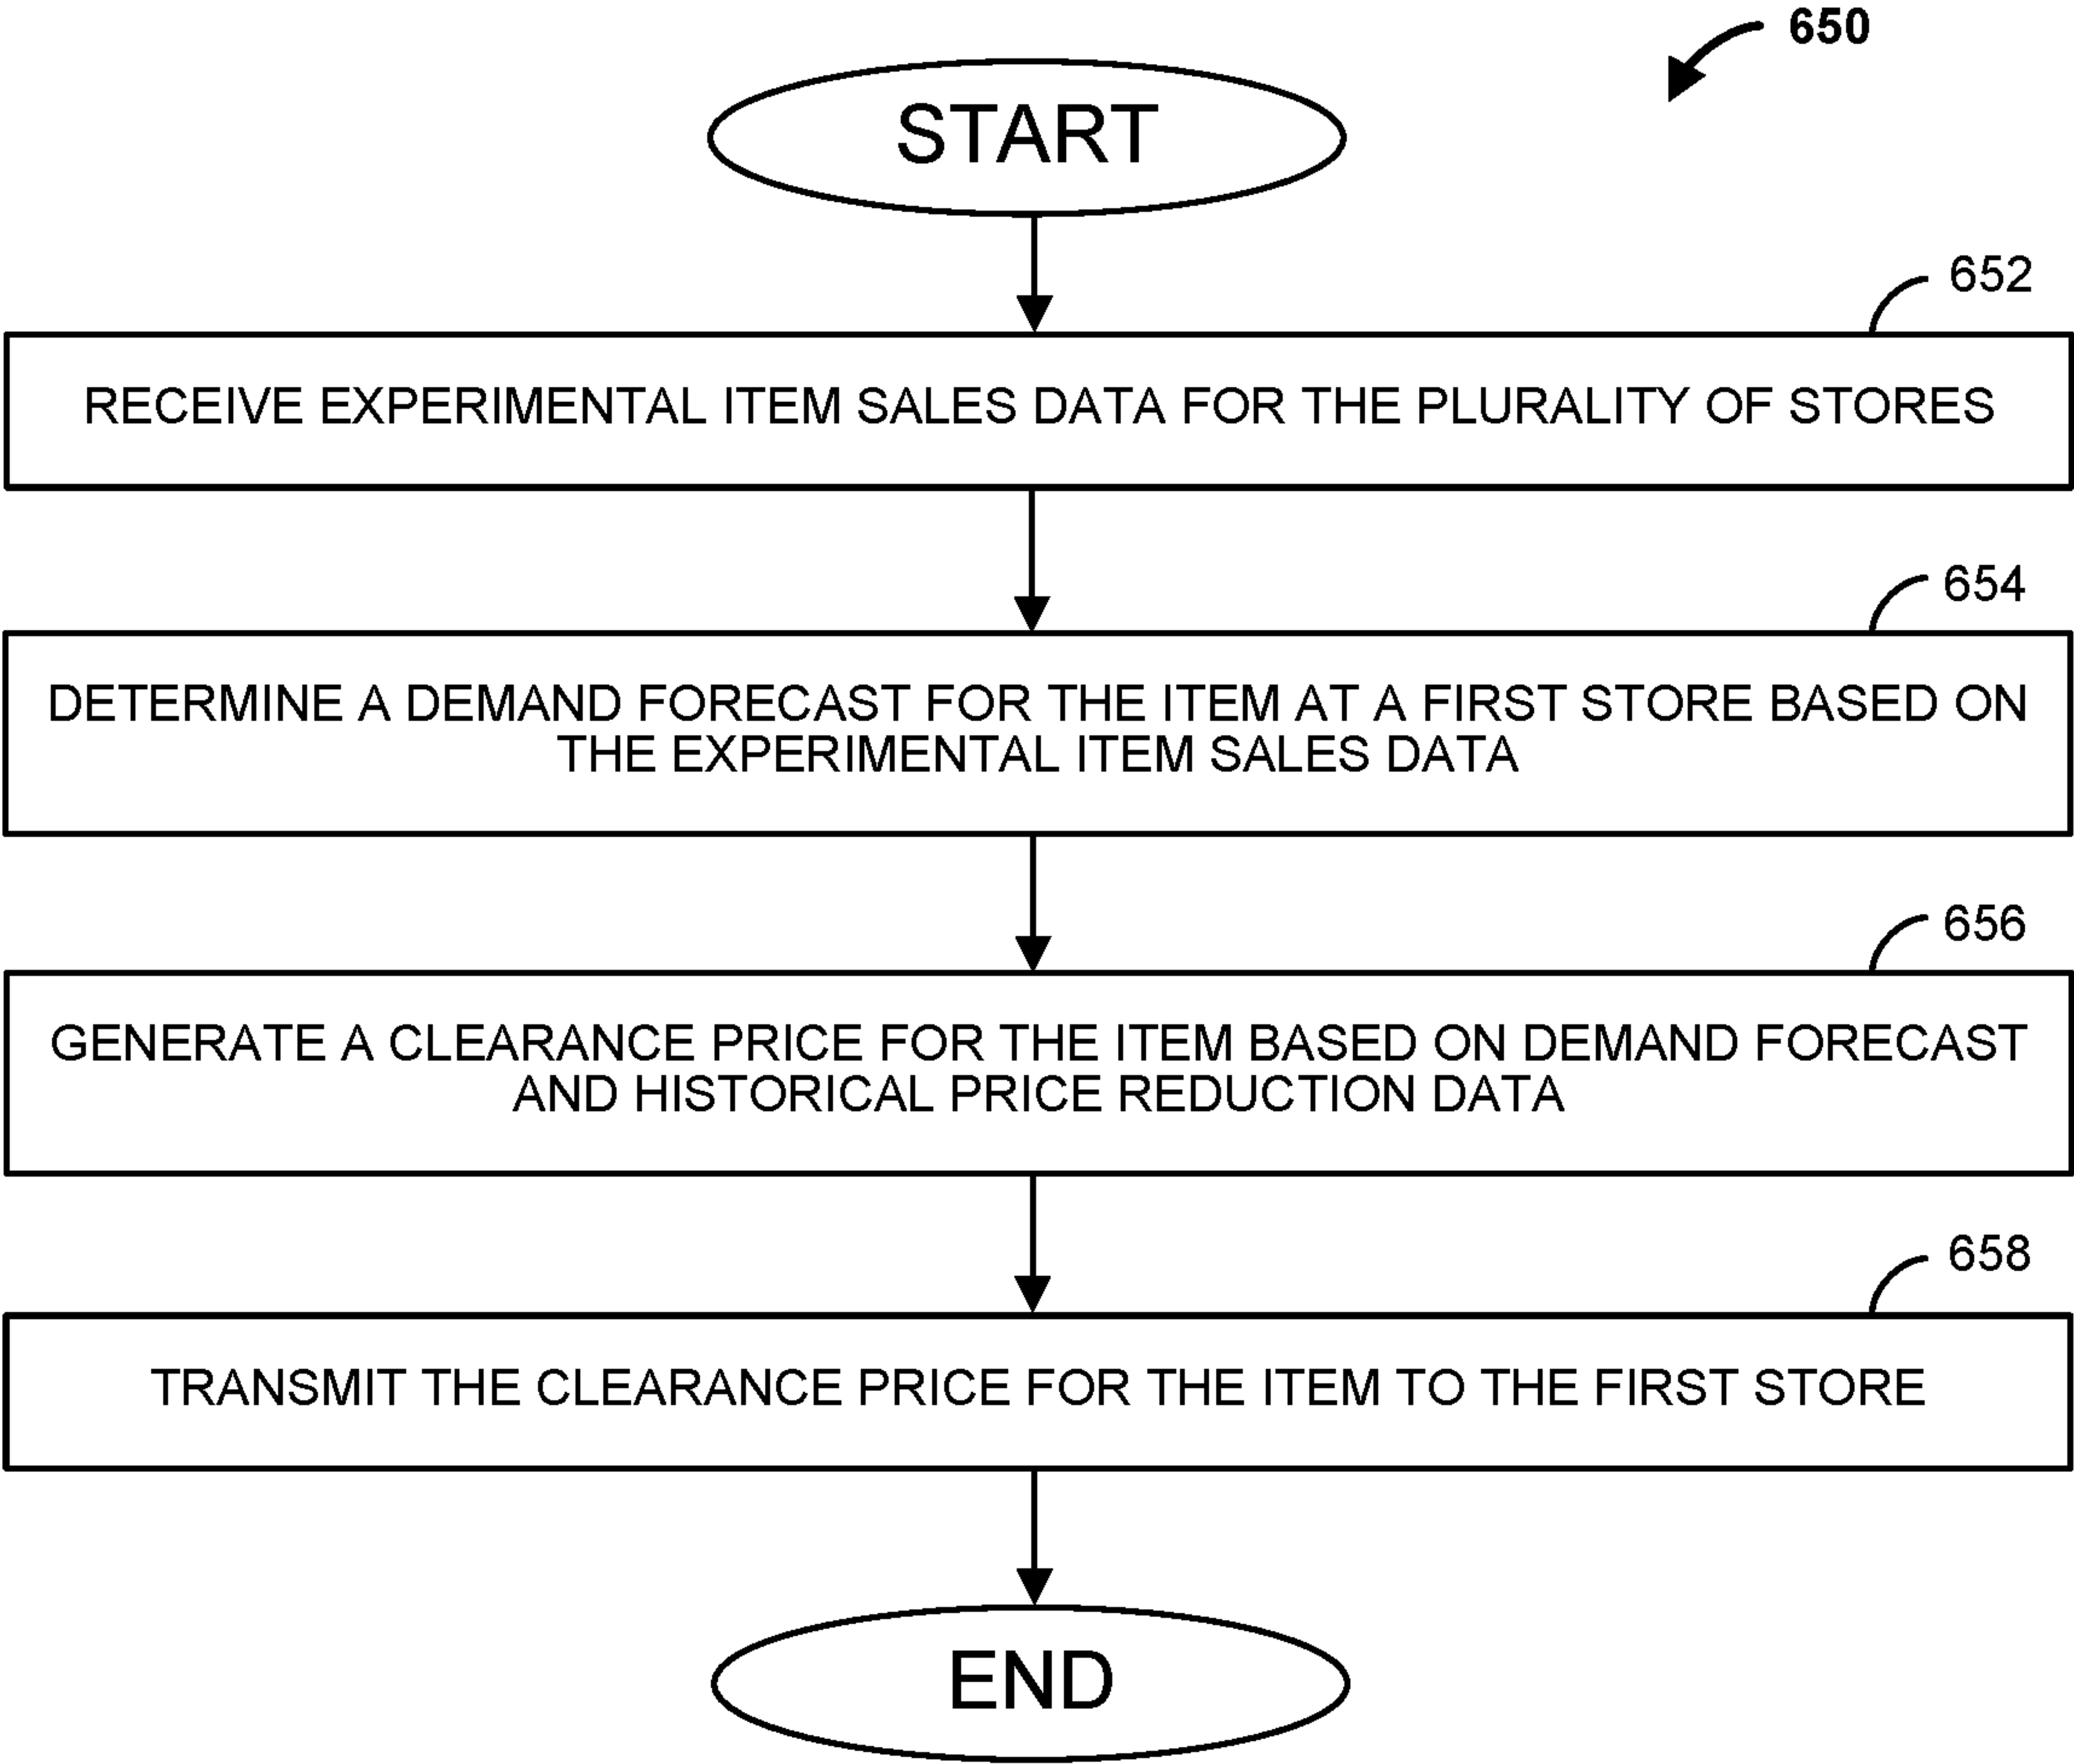 650
START
652
RECEIVE EXPERIMENTAL ITEM SALES DATA FOR THE PLURALITY OF STORES
654
DETERMINE A DEMAND FORECAST FOR THE ITEM AT A FIRST STORE BASED ON
THE EXPERIMENTAL ITEM SALES DATA
656
GENERATE A CLEARANCE PRICE FOR THE ITEM BASED ON DEMAND FORECAST
AND HISTORICAL PRICE REDUCTION DATA
658
TRANSMIT THE CLEARANCE PRICE FOR THE ITEM TO THE FIRST STORE
END